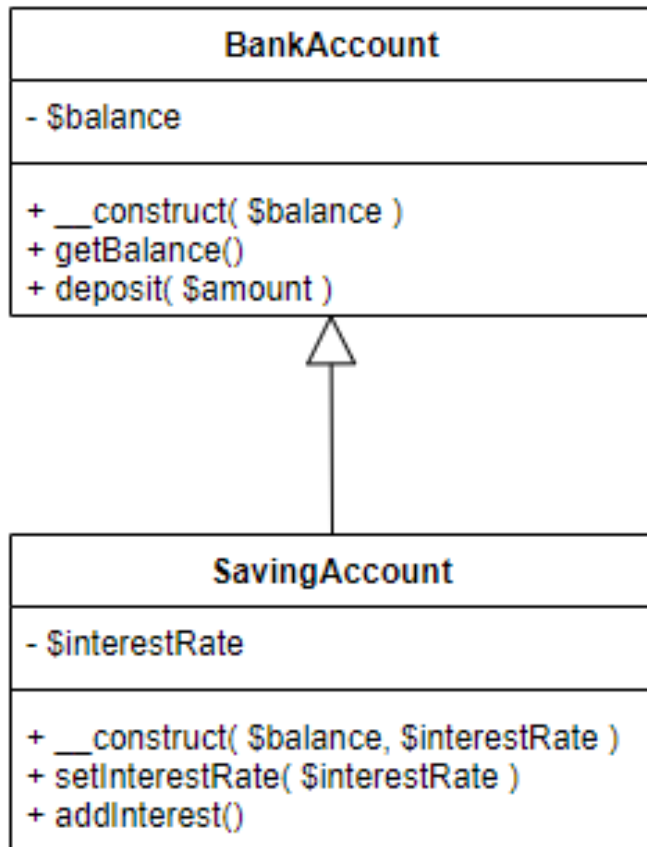 BankAccount
- $balance
+ __construct( $balance )
+ getBalance()
+ deposit( $amount )
SavingAccount
- $interestRate
+ __construct( $balance, $interestRate )
+ setInterestRate( $interestRate )
+ addInterest()